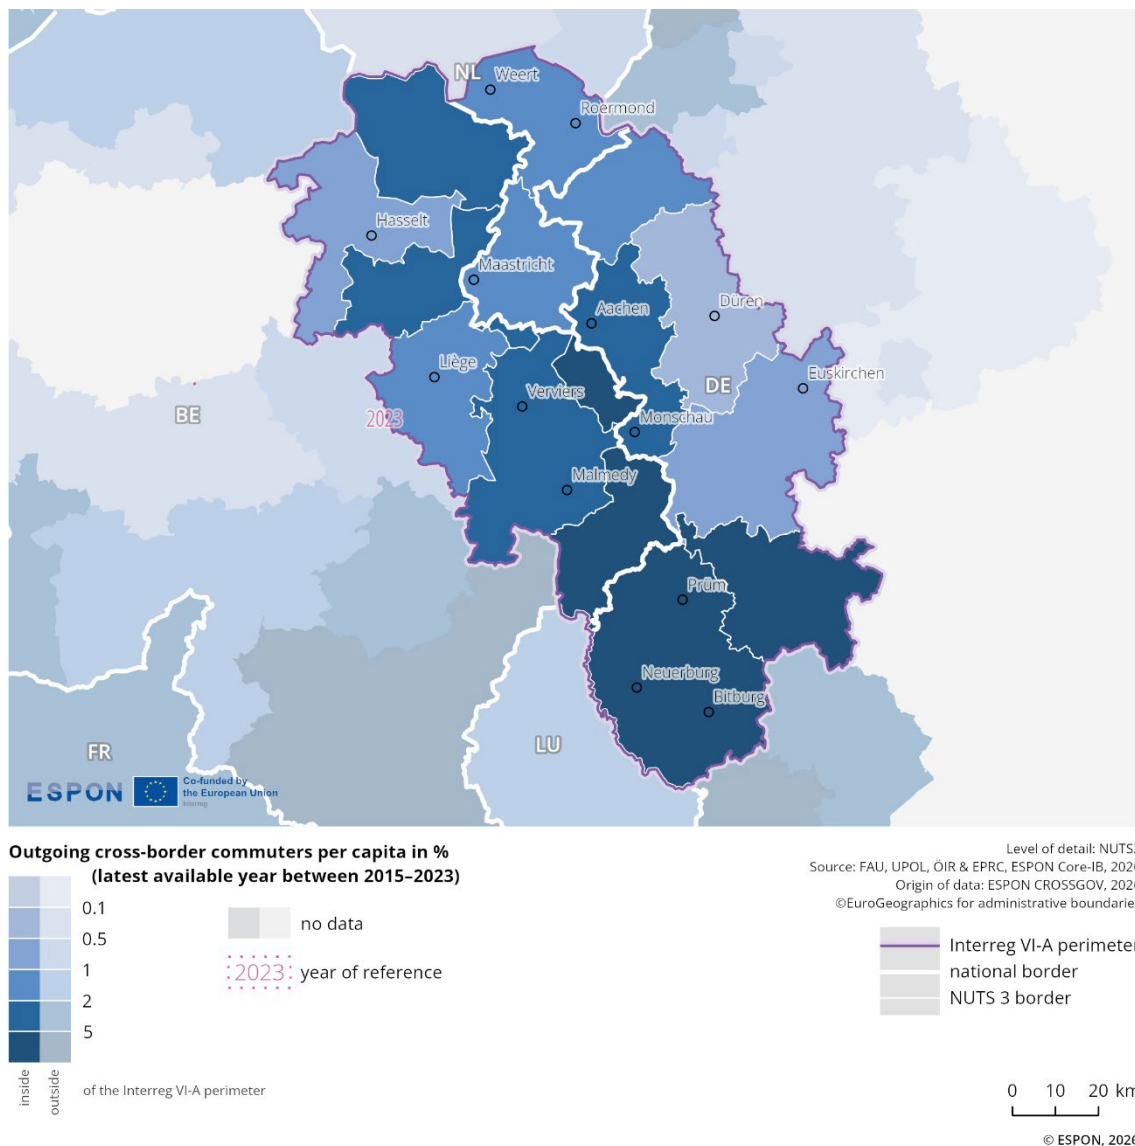 NL
Weert
Roermond
Hasselt
Maastricht
Aachen
Düren
Liège
Verviers
DE
Euskirchen
BE
2023
Monschau
Malmedy
Prüm
Neuerburg
Bitburg
FR
LU
ESPON
Co-funded by
the European Union
Interreg
Outgoing cross-border commuters per capita in %
(latest available year between 2015–2023)
0.1
0.5
1
2
5
inside
outside
of the Interreg VI-A perimeter
no data
2023 year of reference
Level of detail: NUTS
Source: FAU, UPOL, ÖIR & EPRC, ESPON Core-IB, 202
Origin of data: ESPON CROSSGOV, 202
©EuroGeographics for administrative boundarie
Interreg VI-A perimeter
national border
NUTS 3 border
0 10 20 km
© ESPON, 2026